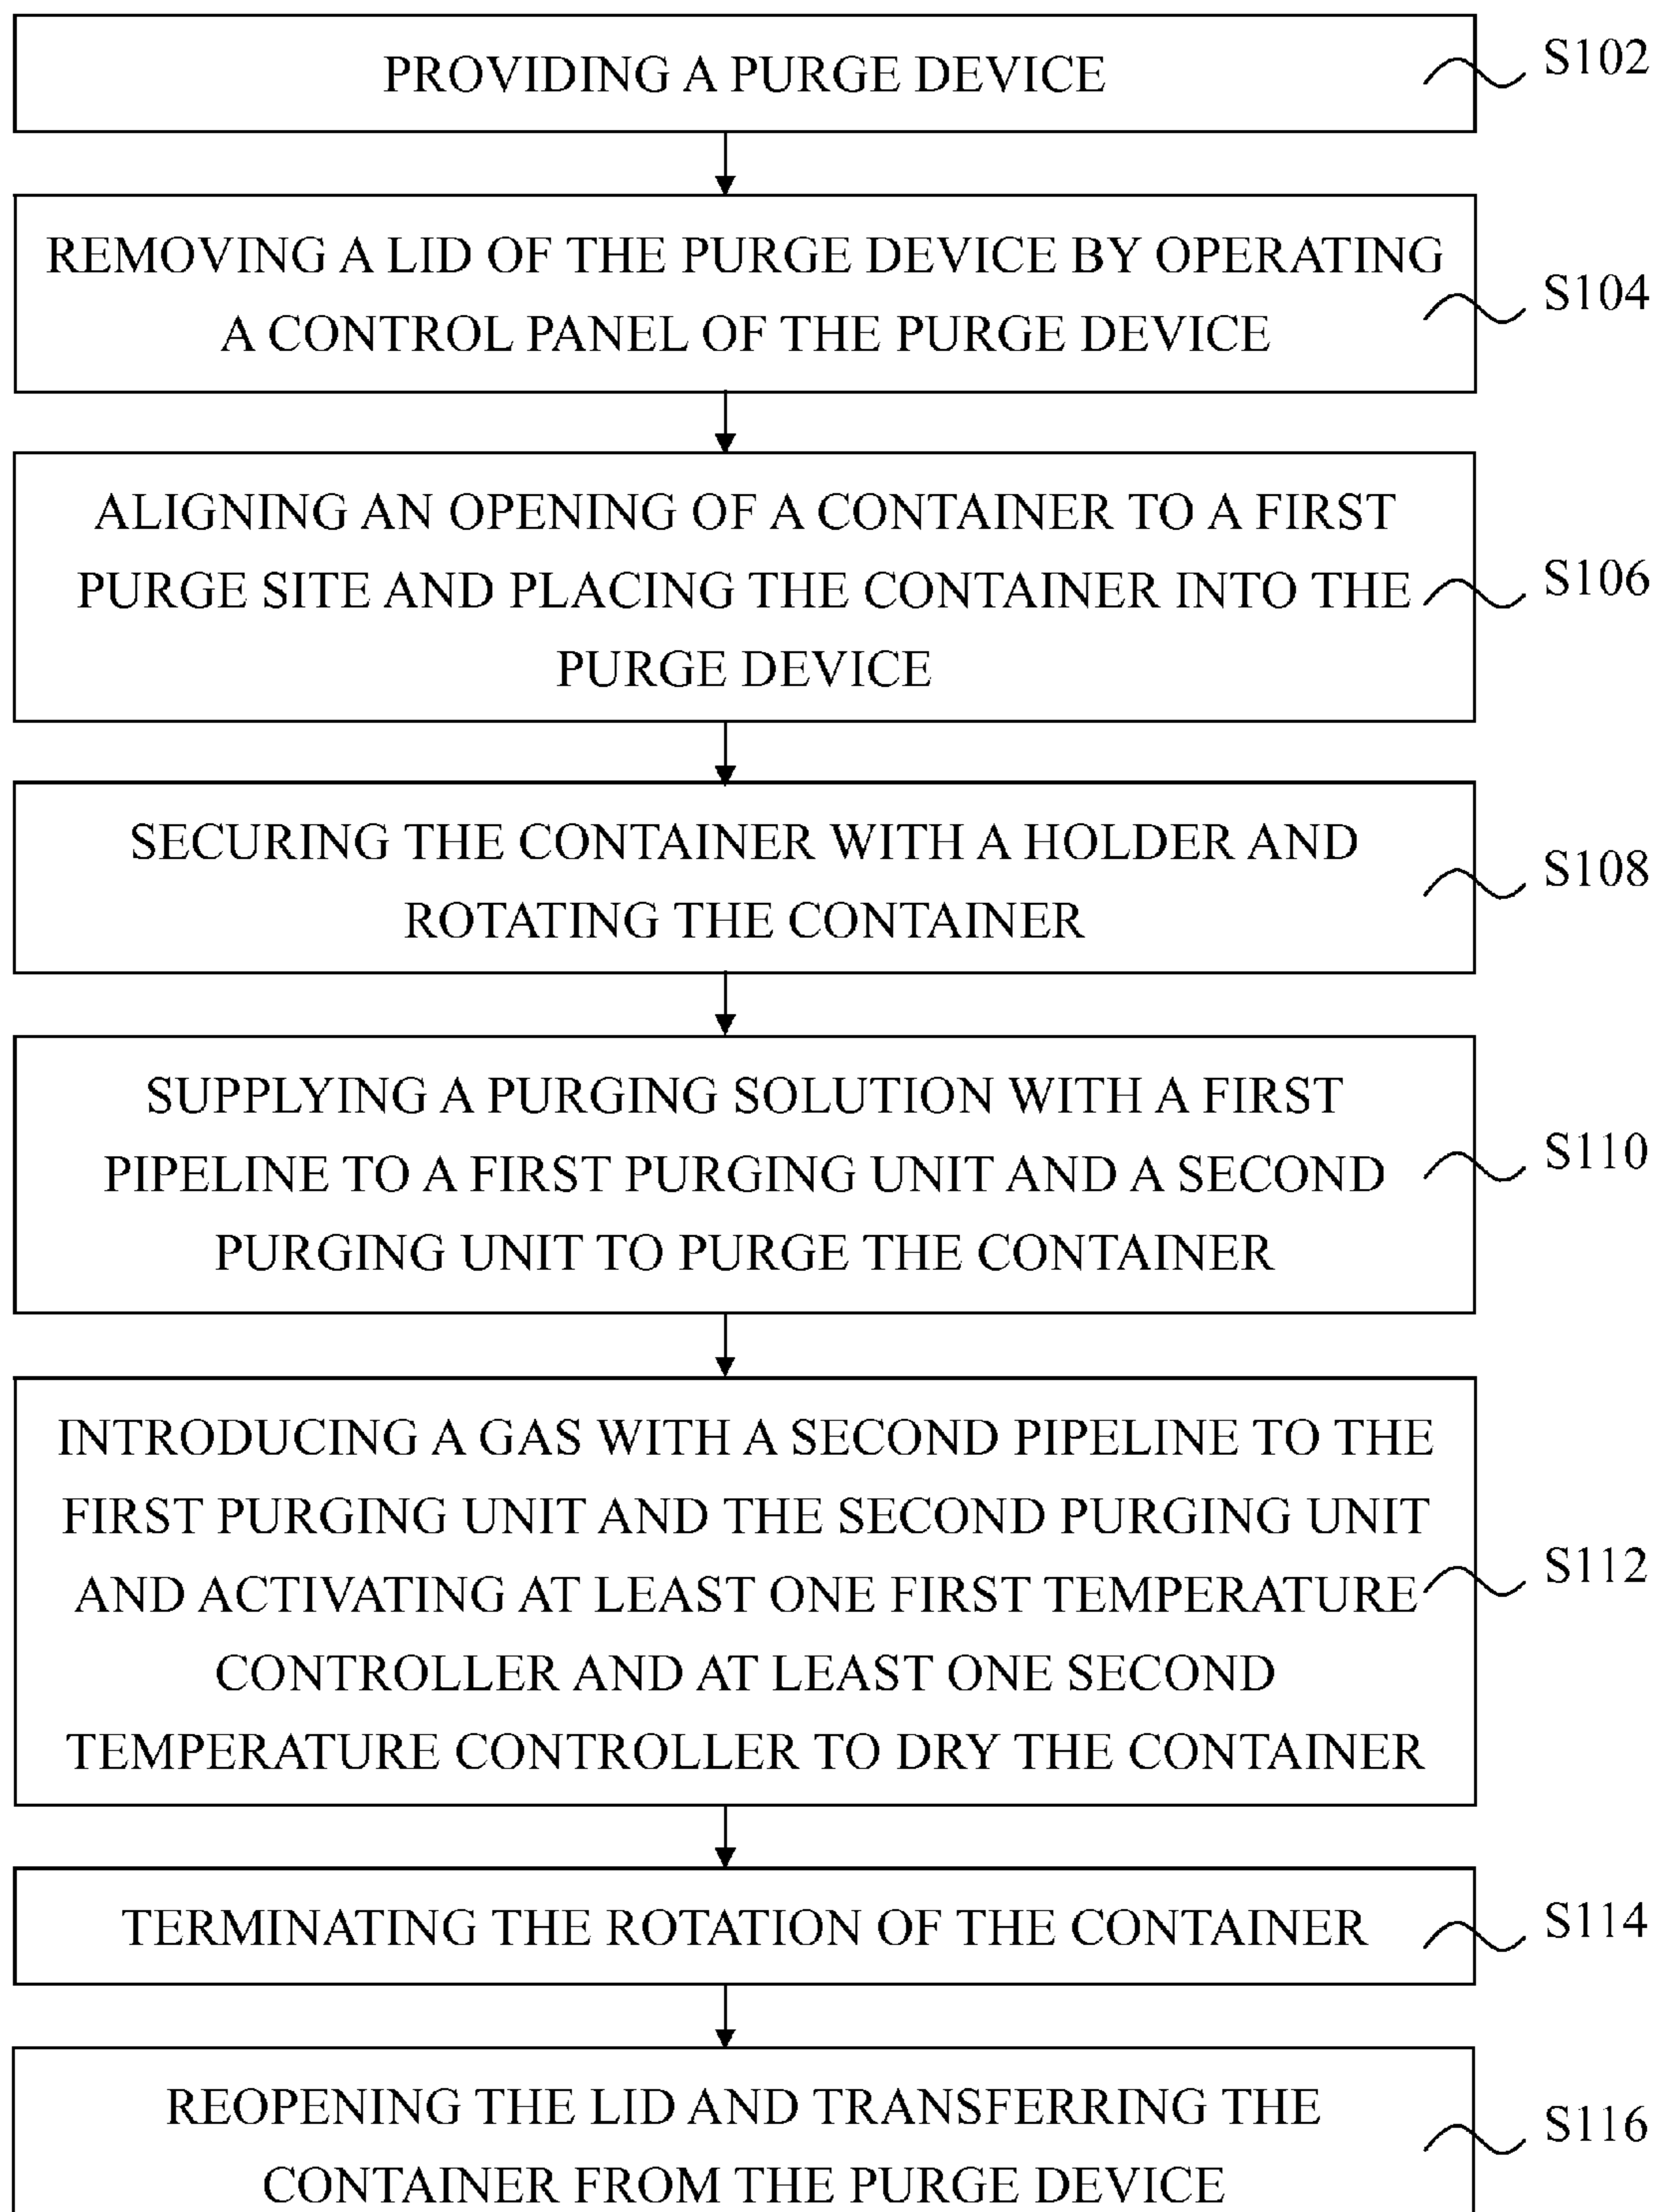 PROVIDING A PURGE DEVICE
S102
REMOVING A LID OF THE PURGE DEVICE BY OPERATING
A CONTROL PANEL OF THE PURGE DEVICE
S104
ALIGNING AN OPENING OF A CONTAINER TO A FIRST
PURGE SITE AND PLACING THE CONTAINER INTO THE
PURGE DEVICE
S106
SECURING THE CONTAINER WITH A HOLDER AND
ROTATING THE CONTAINER
S108
SUPPLYING A PURGING SOLUTION WITH A FIRST
PIPELINE TO A FIRST PURGING UNIT AND A SECOND
PURGING UNIT TO PURGE THE CONTAINER
S110
INTRODUCING A GAS WITH A SECOND PIPELINE TO THE
FIRST PURGING UNIT AND THE SECOND PURGING UNIT
AND ACTIVATING AT LEAST ONE FIRST TEMPERATURE
CONTROLLER AND AT LEAST ONE SECOND
TEMPERATURE CONTROLLER TO DRY THE CONTAINER
S112
TERMINATING THE ROTATION OF THE CONTAINER
S114
REOPENING THE LID AND TRANSFERRING THE
CONTAINER FROM THE PURGE DEVICE
S116